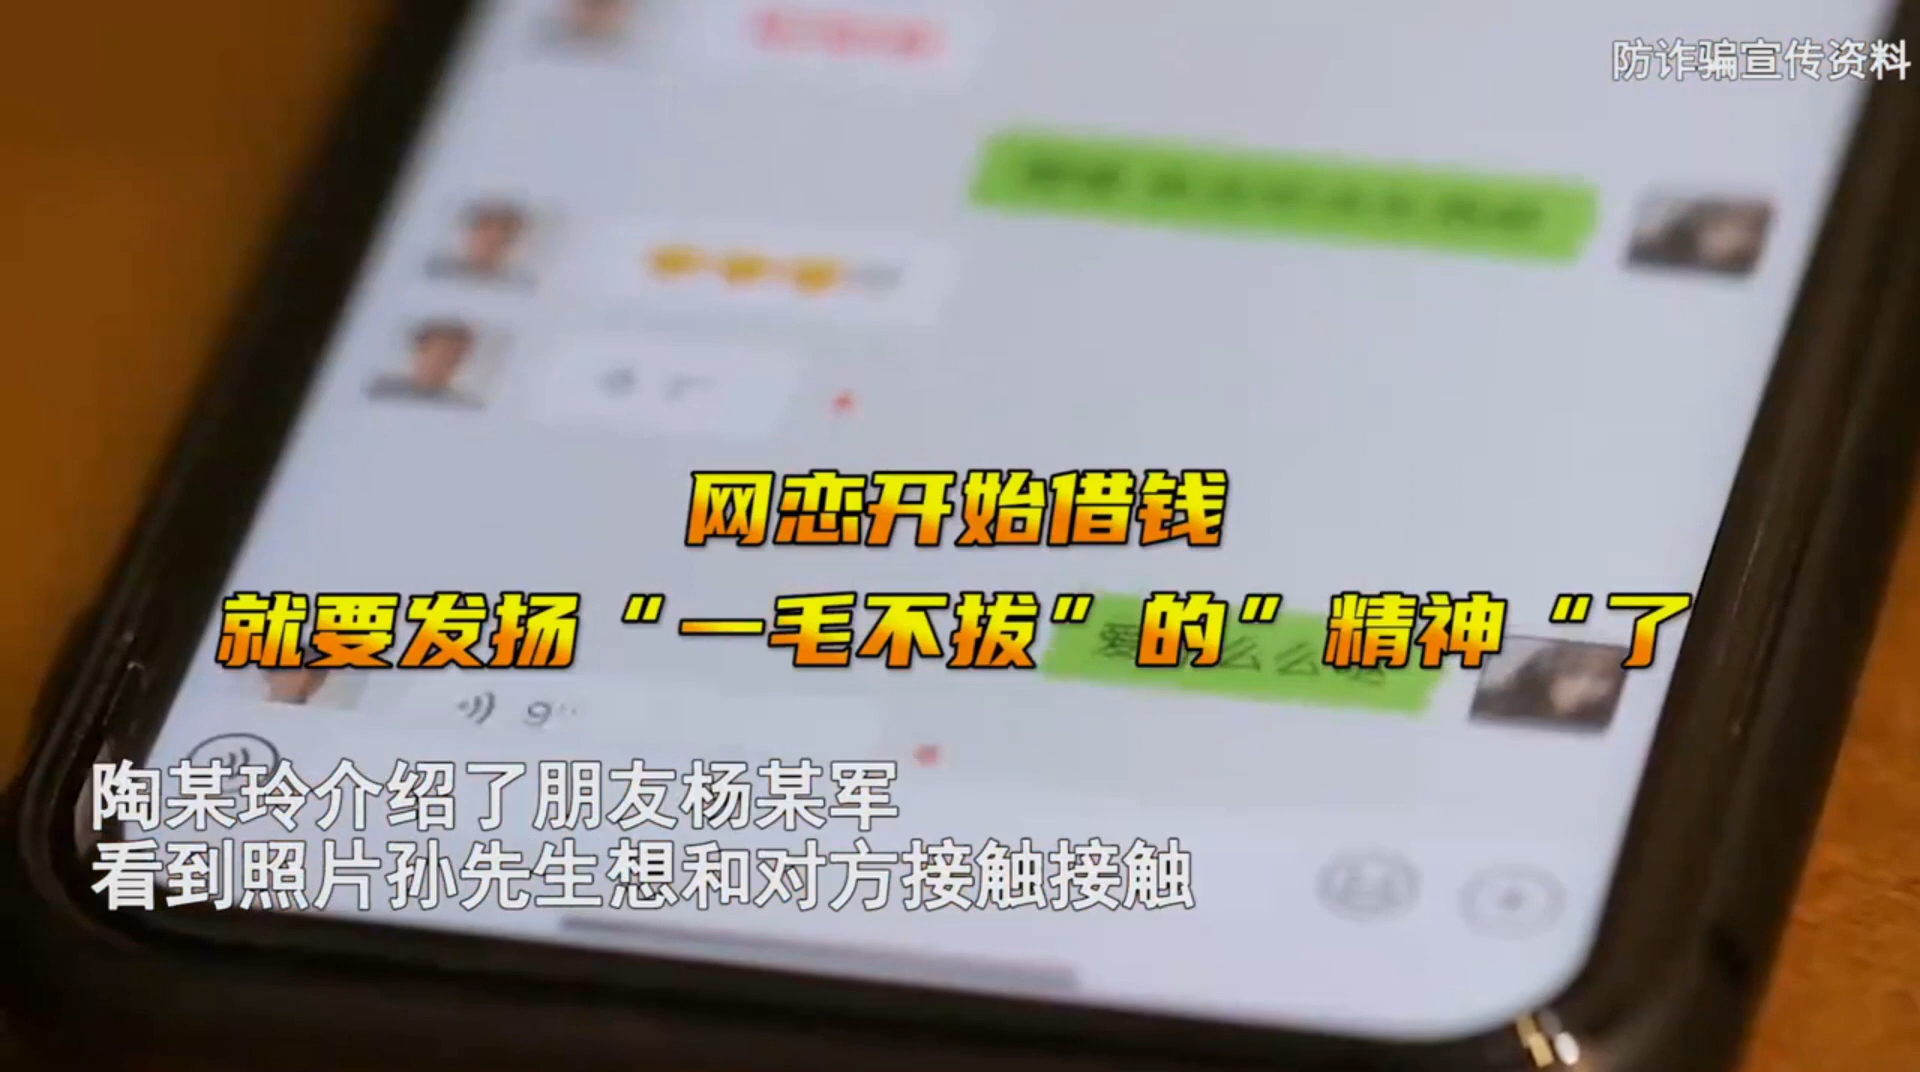 防诈骗宣传资料
网恋开始借钱
就要发扬“一毛不拔”的”精神“了
9"
陶某玲介绍了朋友杨某军
看到照片孙先生想和对方接触接触